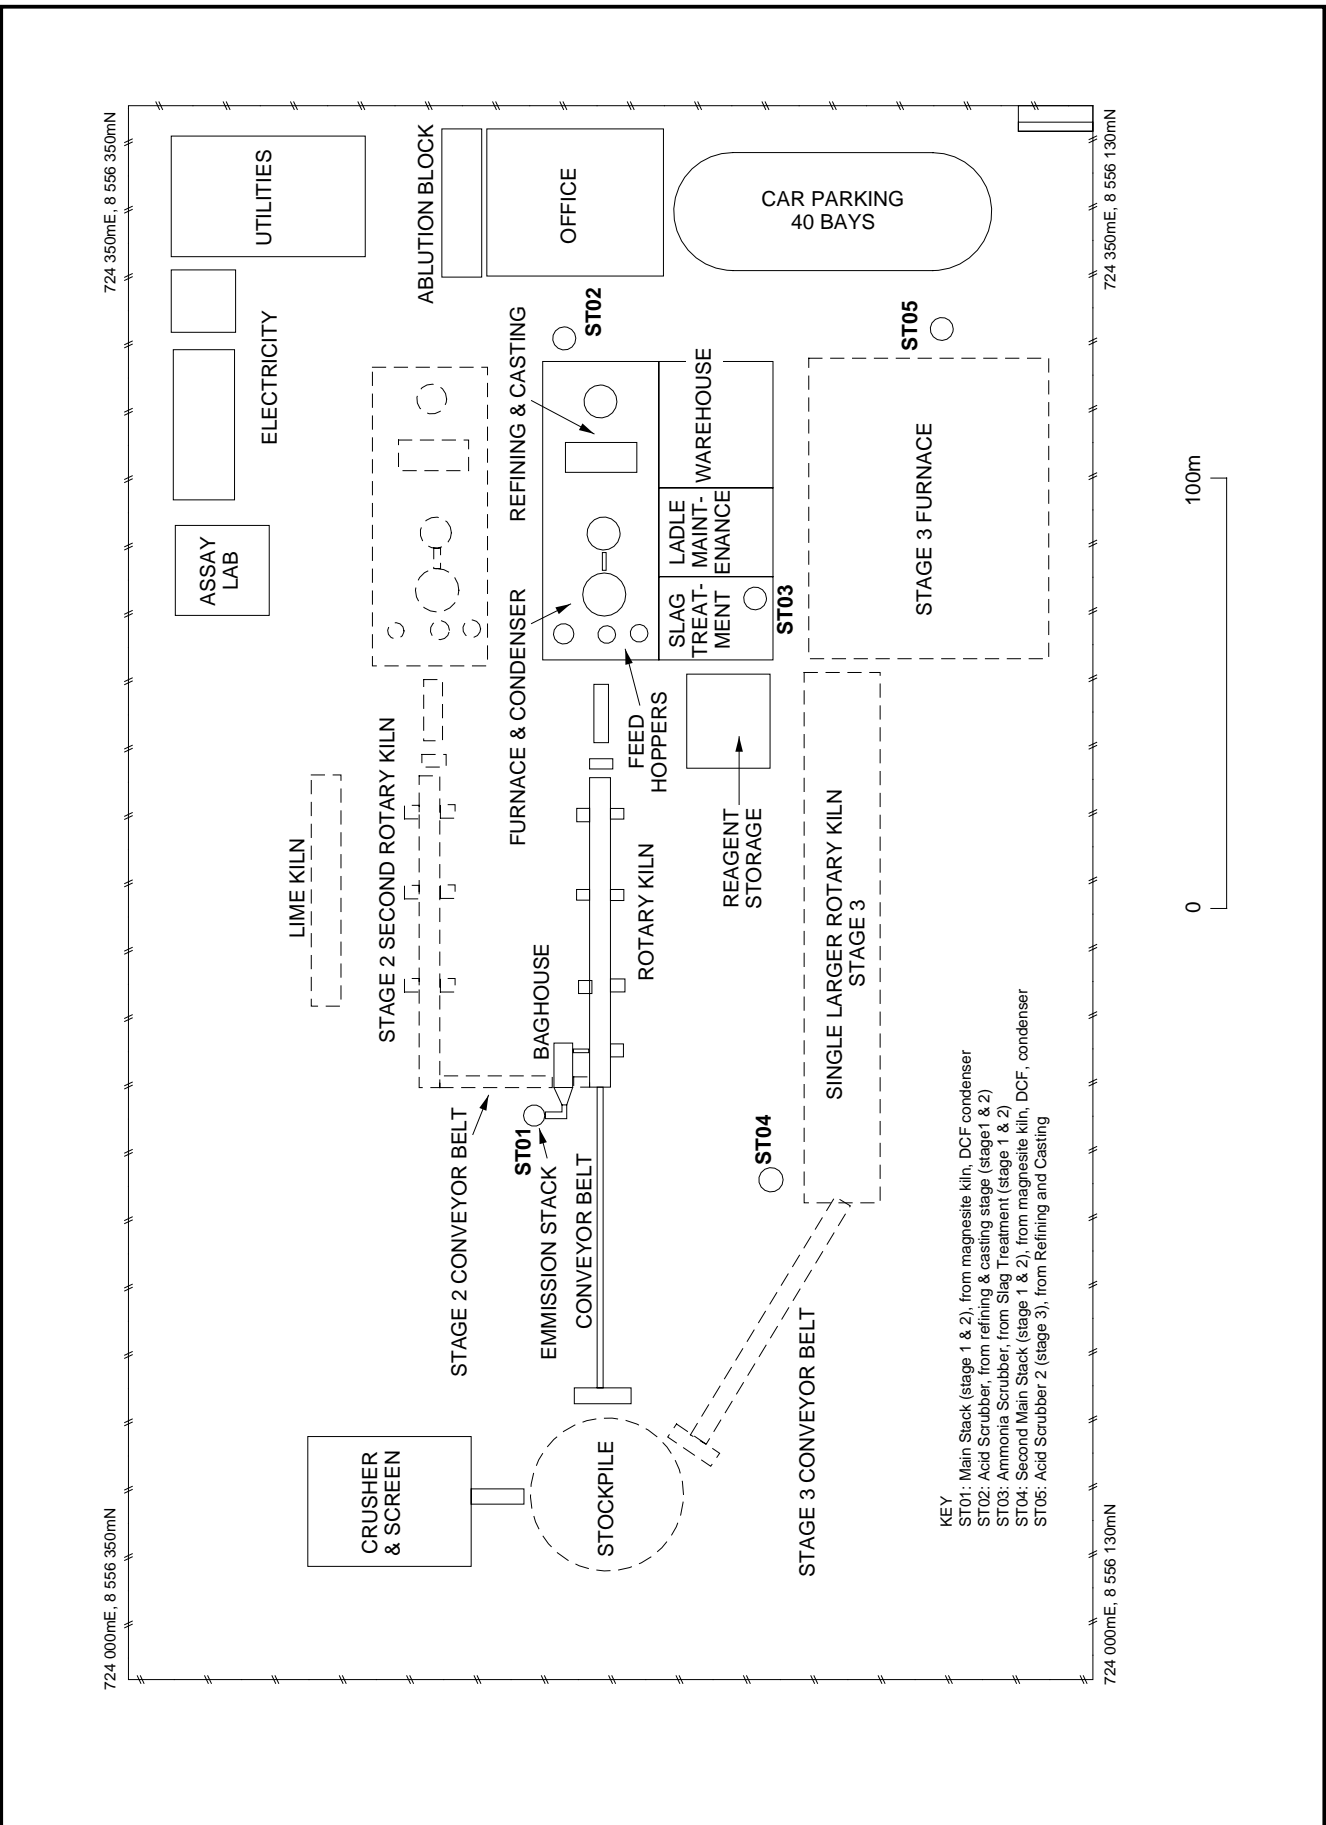 724 000mE, 8 556 350mN
724 350mE, 8 556 350mN
UTILITIES
ELECTRICITY
ASSAY
LAB
LIME KILN
CRUSHER
& SCREEN
STAGE 2 SECOND ROTARY KILN
ABLUTION BLOCK
STAGE 2 CONVEYOR BELT
OFFICE
REFINING & CASTING
FURNACE & CONDENSER
ST02
BAGHOUSE
ST01
EMMISSION STACK
CONVEYOR BELT
STOCKPILE
ROTARY KILN
FEED
HOPPERS
SLAG
TREAT-
MENT
LADLE
MAINT-
ENANCE
WAREHOUSE
CAR PARKING
40 BAYS
REAGENT
STORAGE
ST03
ST04
STAGE 3 CONVEYOR BELT
SINGLE LARGER ROTARY KILN
STAGE 3
STAGE 3 FURNACE
ST05
KEY
ST01: Main Stack (stage 1 & 2), from magnesite kiln, DCF condenser
ST02: Acid Scrubber, from refining & casting stage (stage1 & 2)
ST03: Ammonia Scrubber, from Slag Treatment (stage 1 & 2)
ST04: Second Main Stack (stage 1 & 2), from magnesite kiln, DCF, condenser
ST05: Acid Scrubber 2 (stage 3), from Refining and Casting
724 000mE, 8 556 130mN
724 350mE, 8 556 130mN
0
100m